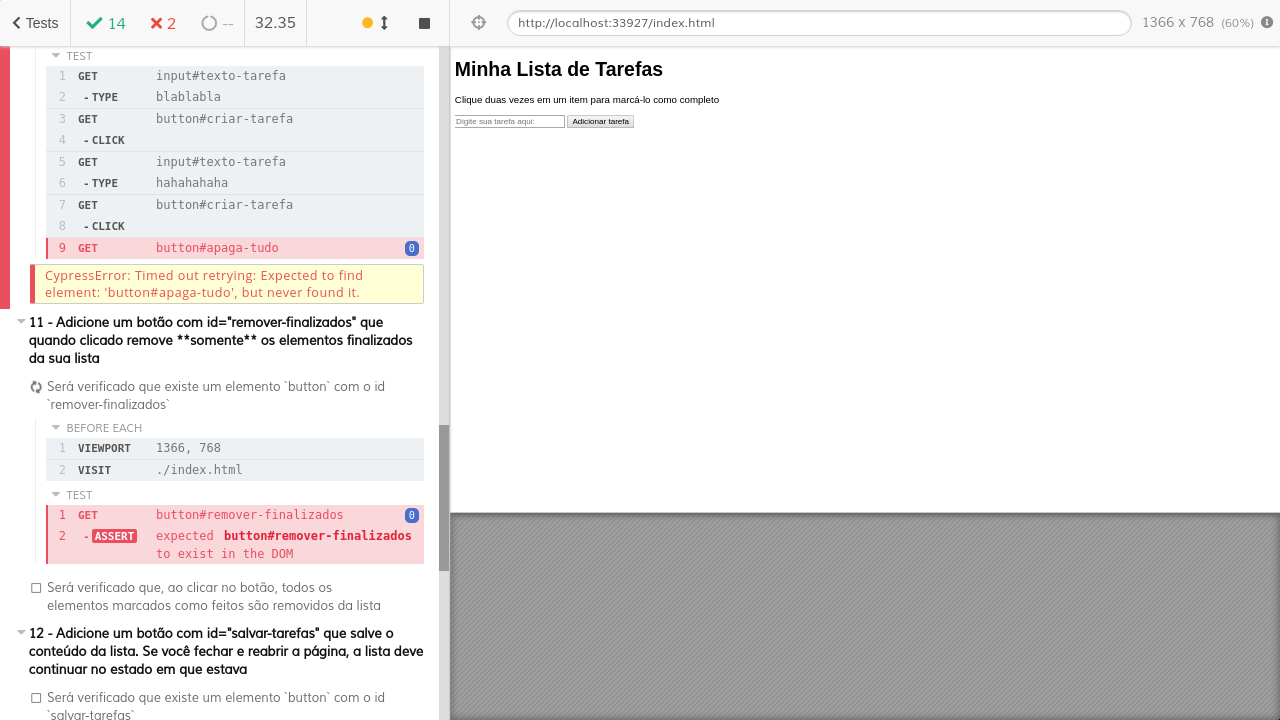 Tests
14
2
--
32.35
http://localhost:33927/index.html
1366 x 768 (60%)
TEST
1 GET input#texto-tarefa
2 - TYPE blablabla
3 GET button#criar-tarefa
4 - CLICK
5 GET input#texto-tarefa
6 - TYPE hahahahaha
7 GET button#criar-tarefa
8 - CLICK
9 GET button#apaga-tudo 0
CypressError: Timed out retrying: Expected to find
element: 'button#apaga-tudo', but never found it.
11 - Adicione um botão com id="remover-finalizados" que
quando clicado remove **somente** os elementos finalizados
da sua lista
Será verificado que existe um elemento `button` com o id
`remover-finalizados`
BEFORE EACH
1 VIEWPORT 1366, 768
2 VISIT ./index.html
TEST
1 GET button#remover-finalizados 0
2 - ASSERT expected button#remover-finalizados
to exist in the DOM
Será verificado que, ao clicar no botão, todos os
elementos marcados como feitos são removidos da lista
12 - Adicione um botão com id="salvar-tarefas" que salve o
conteúdo da lista. Se você fechar e reabrir a página, a lista deve
continuar no estado em que estava
Será verificado que existe um elemento `button` com o id
`salvar-tarefas`
Minha Lista de Tarefas
Clique duas vezes em um item para marcá-lo como completo
Digite sua tarefa aqui: Adicionar tarefa